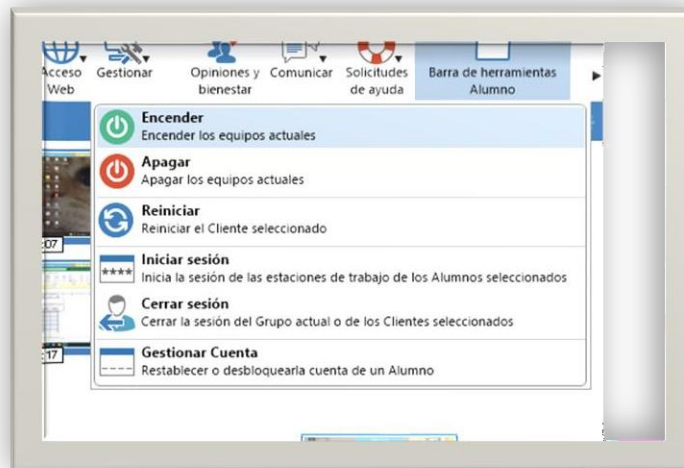 Acceso
Web
Gestionar
Opiniones y
bienestar
Comunicar
Solicitudes
de ayuda
Barra de herramientas
Alumno
Encender
Encender los equipos actuales
Apagar
Apagar los equipos actuales
Reiniciar
Reiniciar el Cliente seleccionado
:07
Iniciar sesión
Inicia la sesión de las estaciones de trabajo de los Alumnos seleccionados
****
Cerrar sesión
Cerrar la sesión del Grupo actual o de los Clientes seleccionados
:17
Gestionar Cuenta
Restablecer o desbloquearla cuenta de un Alumno